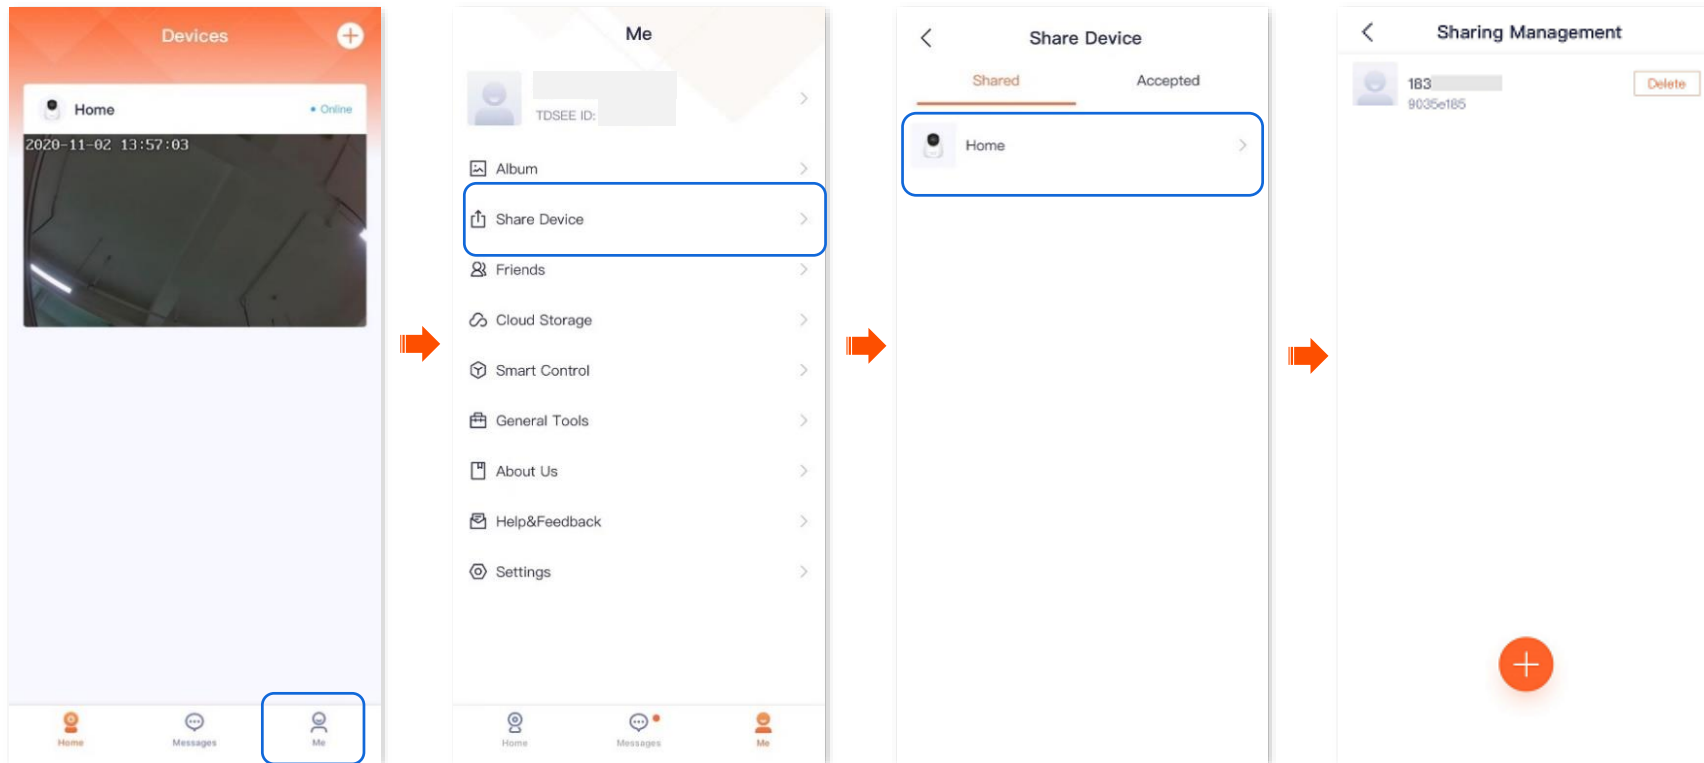 Devices
Home
Online
2020-11-02 13:57:03
Home
Messages
Me
Me
TDSEE ID:
Album
Share Device
Friends
Cloud Storage
Smart Control
General Tools
About Us
Help&Feedback
Settings
Home
Messages
Me
Share Device
Shared
Accepted
Home
Sharing Management
183
9035e185
Delete